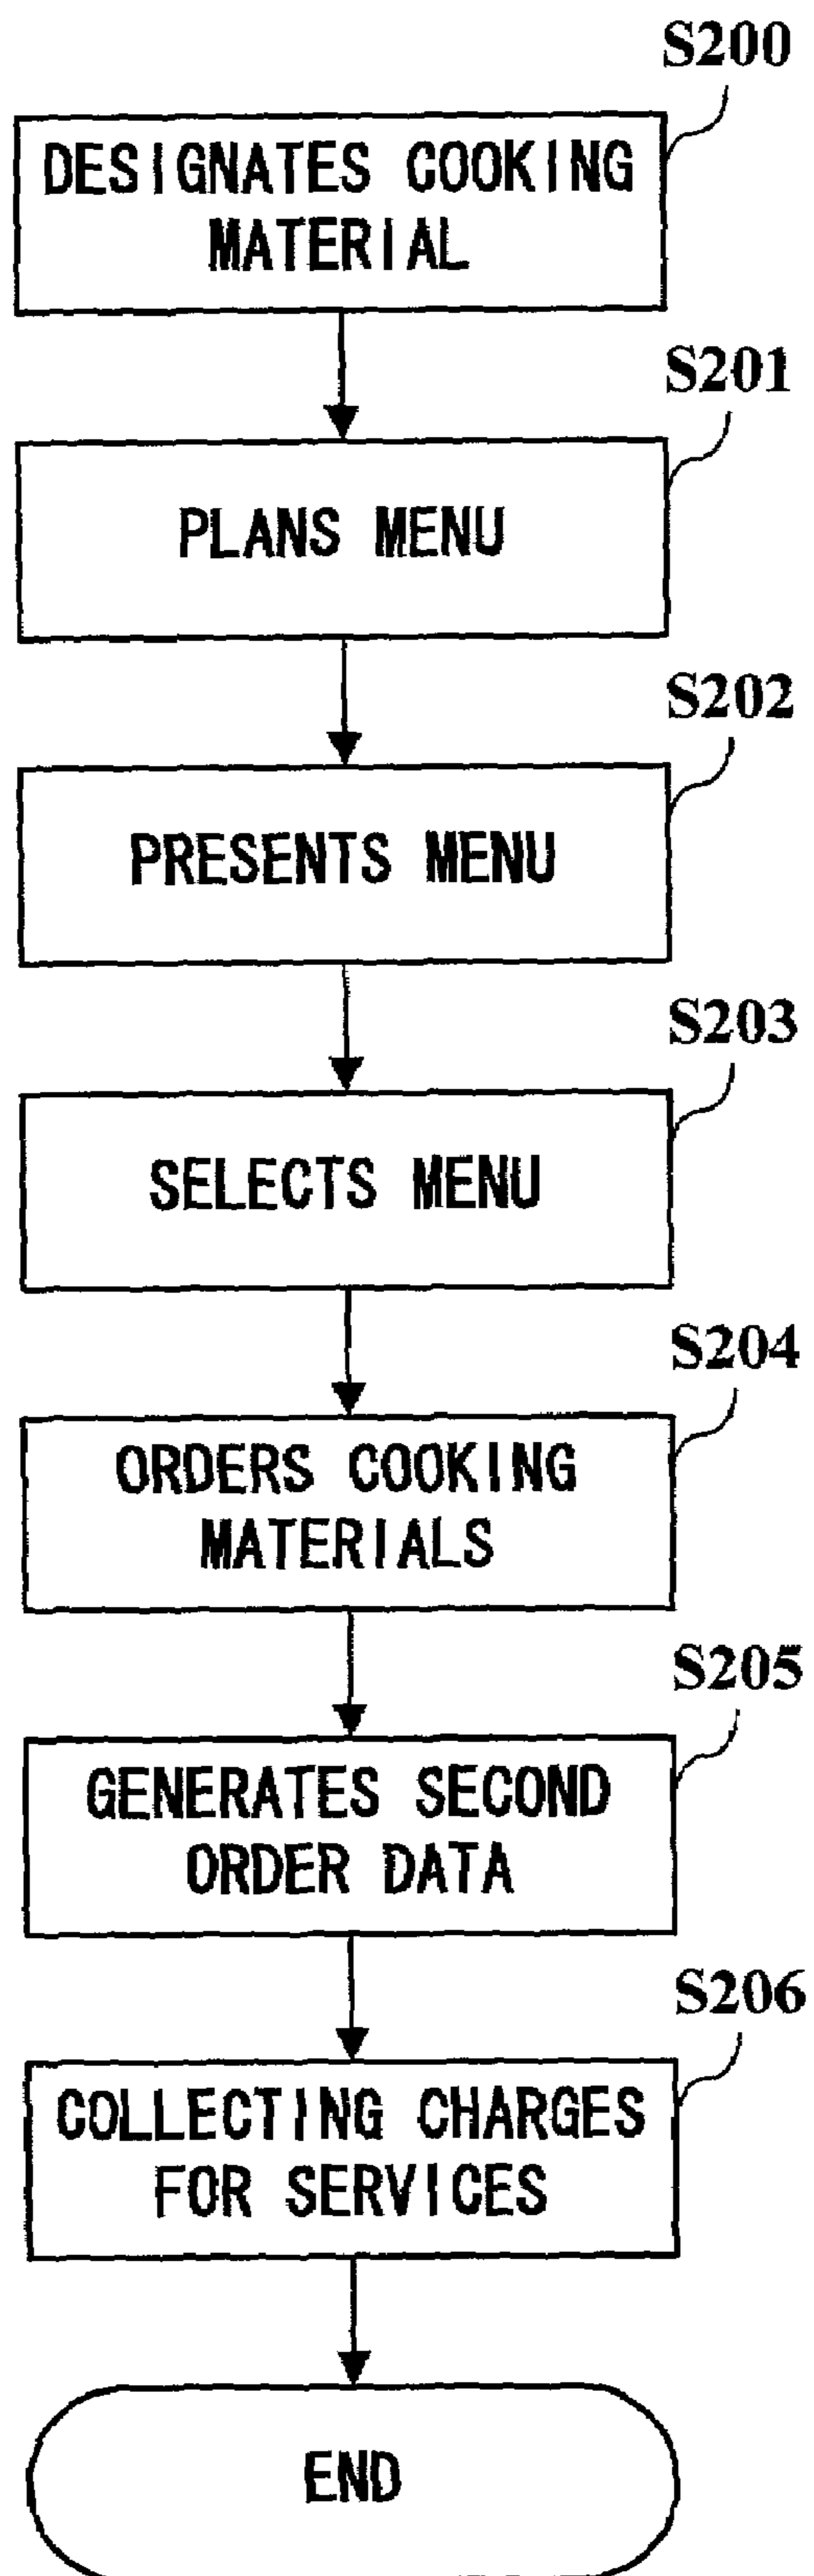 S200
DESIGNATES COOKING
MATERIAL
S201
PLANS MENU
S202
PRESENTS MENU
S203
SELECTS MENU
S204
ORDERS COOKING
MATERIALS
S205
GENERATES SECOND
ORDER DATA
S206
COLLECTING CHARGES
FOR SERVICES
END